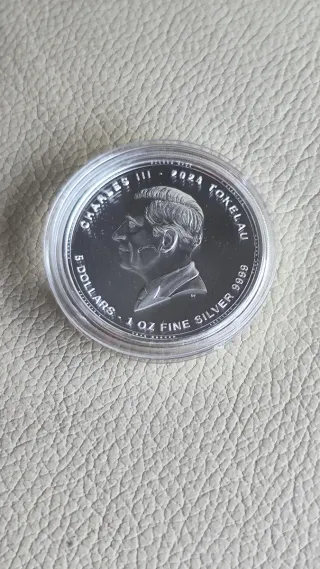 CHARLES III - 2024 TOKELAU
5 DOLLARS - 1 OZ FINE SILVER 9999